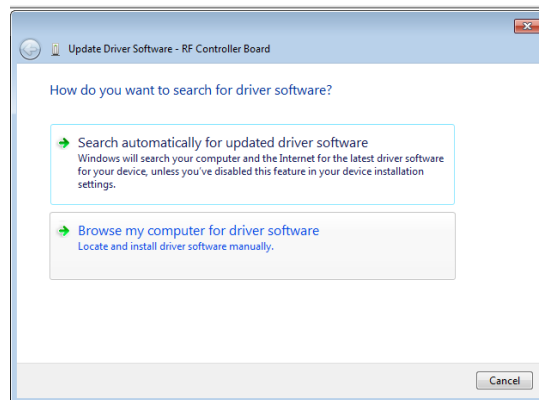 Update Driver Software - RF Controller Board
How do you want to search for driver software?
Search automatically for updated driver software
Windows will search your computer and the Internet for the latest driver software
for your device, unless you've disabled this feature in your device installation
settings.
Browse my computer for driver software
Locate and install driver software manually.
Cancel